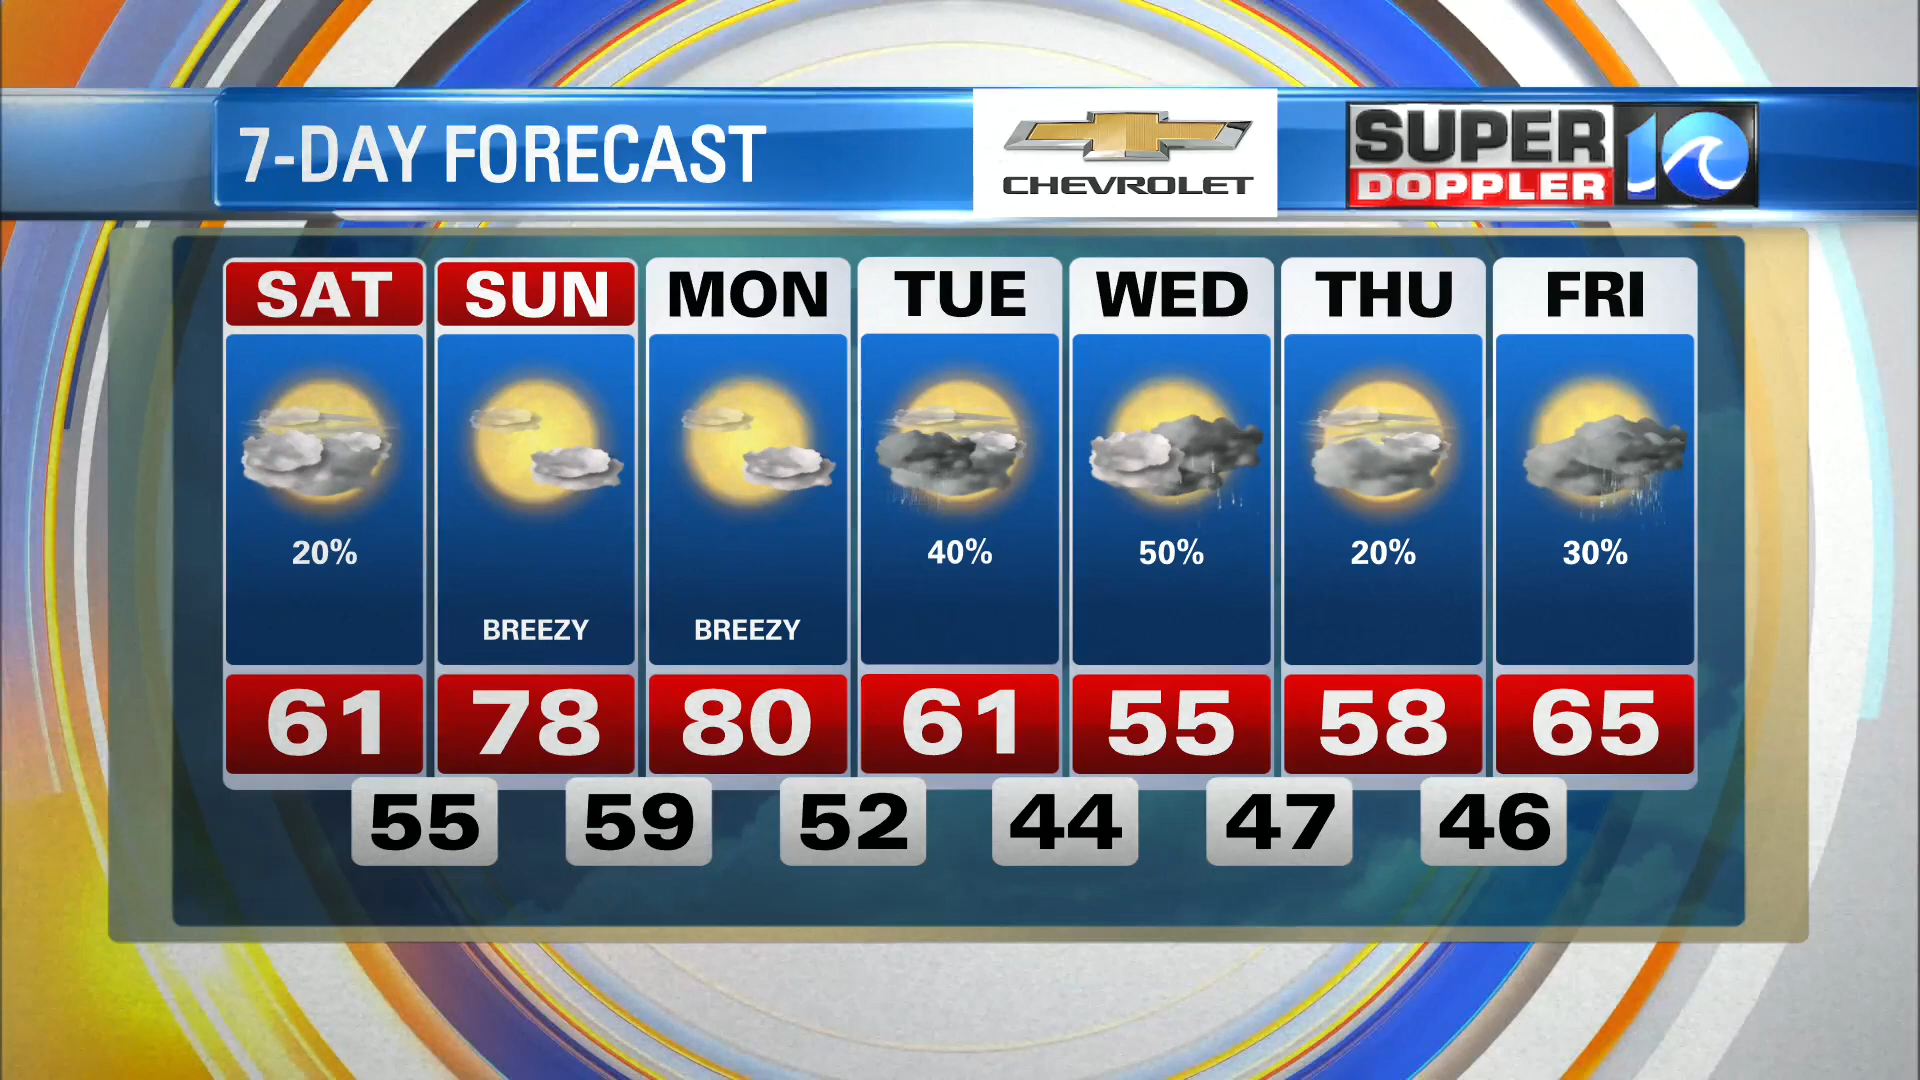 7-DAY FORECAST
CHEVROLET
SUPER
DOPPLER
10
SAT SUN MON TUE WED THU FRI
20% 40% 50% 20% 30%
BREEZY BREEZY
61 78 80 61 55 58 65
55 59 52 44 47 46